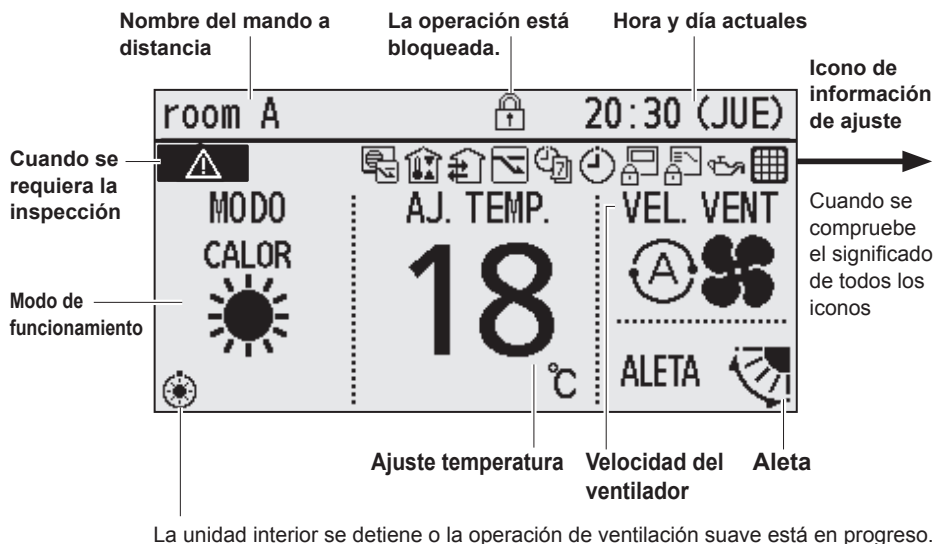 Nombre del mando a
distancia
La operación está
bloqueada.
Hora y día actuales
Icono de
información
de ajuste
room A
20:30 (JUE)
Cuando se
requiera la
inspección
7
MODO
AJ. TEMP.
VEL. VENT
Cuando se
compruebe
el significado
de todos los
iconos
CALOR
18
°C
A
Modo de
funcionamiento
ALETA
Ajuste temperatura
Velocidad del
ventilador
Aleta
La unidad interior se detiene o la operación de ventilación suave está en progreso.